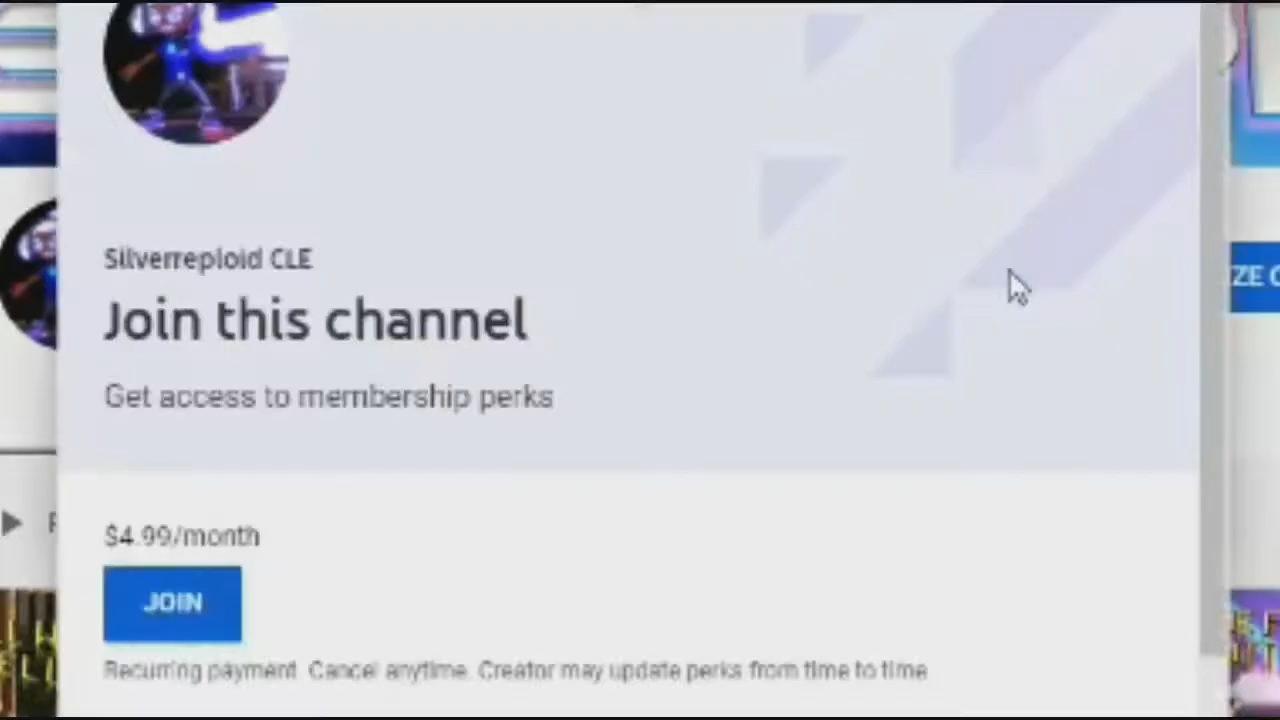 Silverreploid CLE
Join this channel
Get access to membership perks
ZE C
$4.99/month
JOIN
Recurring payment. Cancel anytime. Creator may update perks from time to time